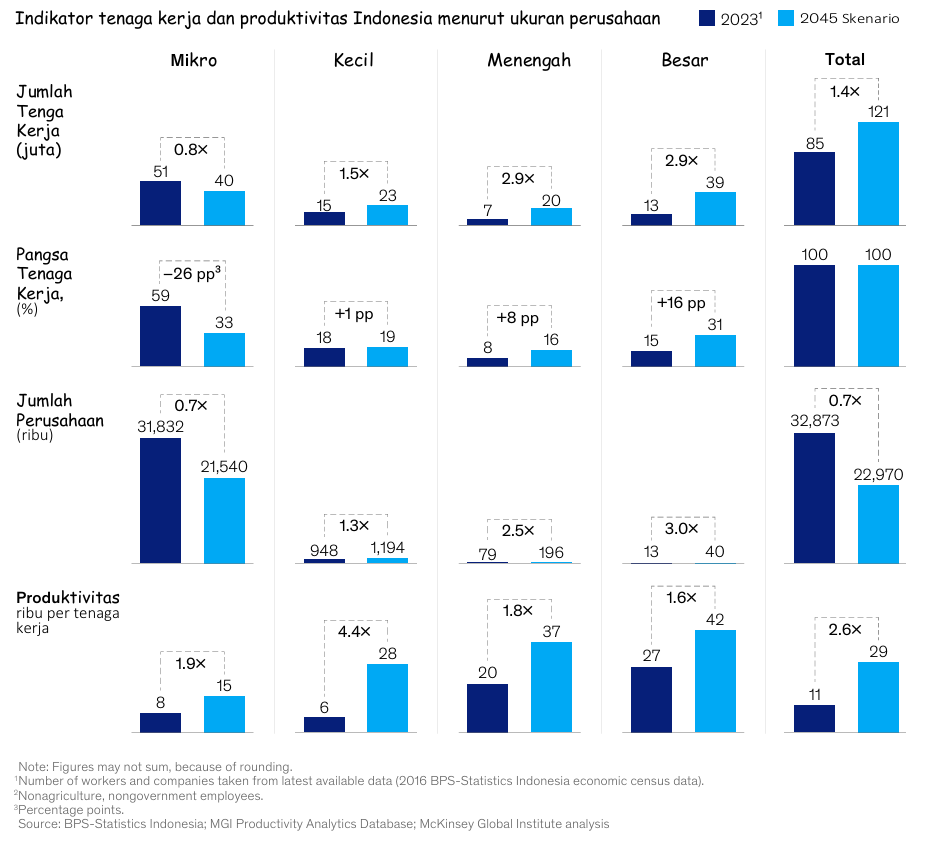 Indikator tenaga kerja dan produktivitas Indonesia menurut ukuran perusahaan
2023¹ 2045 Skenario
Mikro Kecil Menengah Besar Total
Jumlah
Tenga
Kerja
(juta)
0.8×
51 40
1.5×
15 23
2.9×
7 20
2.9×
13 39
1.4×
85 121
Pangsa
Tenaga
Kerja,
(%)
–26 pp³
59 33
+1 pp
18 19
+8 pp
8 16
+16 pp
15 31
100 100
Jumlah
Perusahaan
(ribu)
0.7×
31,832 21,540
1.3×
948 1,194
2.5×
79 196
3.0×
13 40
0.7×
32,873 22,970
Produktivitas
ribu per tenaga
kerja
1.9×
8 15
4.4×
6 28
1.8×
20 37
1.6×
27 42
2.6×
11 29
Note: Figures may not sum, because of rounding.
¹Number of workers and companies taken from latest available data (2016 BPS-Statistics Indonesia economic census data).
²Nonagriculture, nongovernment employees.
³Percentage points.
Source: BPS-Statistics Indonesia; MGI Productivity Analytics Database; McKinsey Global Institute analysis